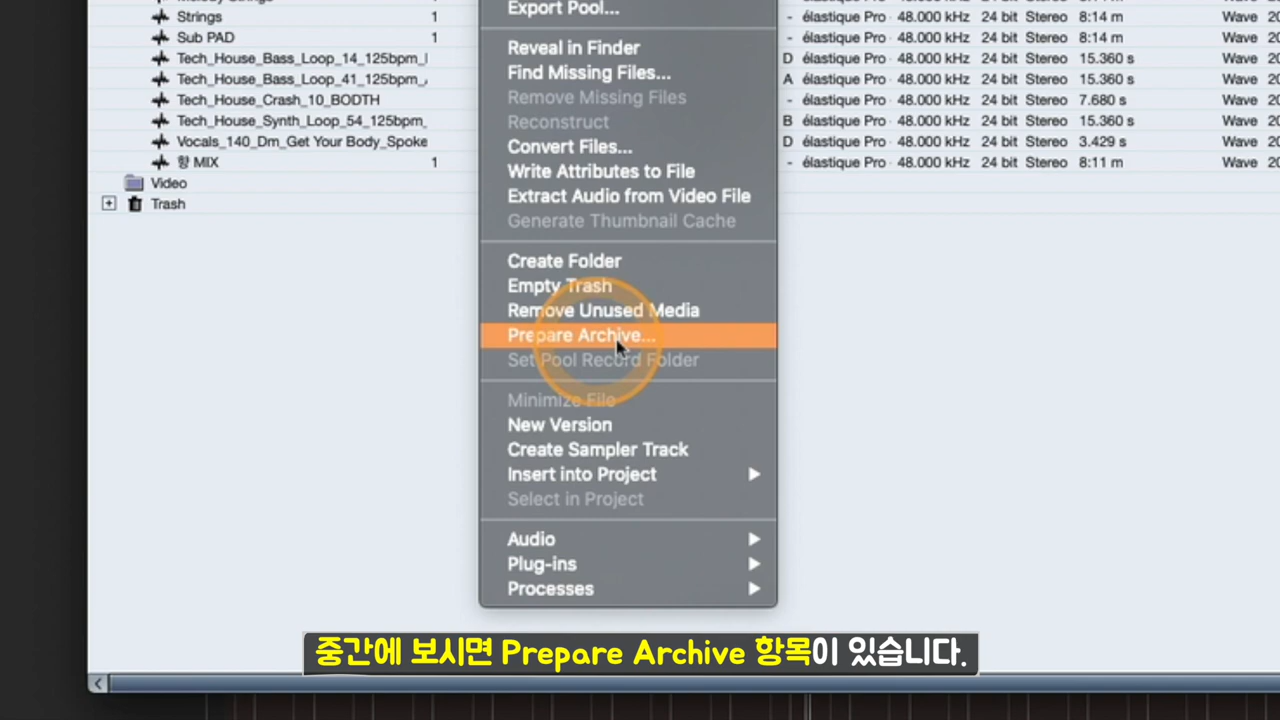 Export Pool...
Strings 1 - élastique Pro 48.000 kHz 24 bit Stereo 8:14 m Wave
Sub PAD 1 - élastique Pro 48.000 kHz 24 bit Stereo 8:14 m Wave
Tech_House_Bass_Loop_14_125bpm_ D élastique Pro 48.000 kHz 24 bit Stereo 15.360 s Wave
Tech_House_Bass_Loop_41_125bpm_ A élastique Pro 48.000 kHz 24 bit Stereo 15.360 s Wave
Tech_House_Crash_10_BODTH - élastique Pro 48.000 kHz 24 bit Stereo 7.680 s Wave
Tech_House_Synth_Loop_54_125bpm_ B élastique Pro 48.000 kHz 24 bit Stereo 15.360 s Wave
Vocals_140_Dm_Get Your Body_Spoke D élastique Pro 48.000 kHz 24 bit Stereo 3.429 s Wave
향 MIX 1 - élastique Pro 48.000 kHz 24 bit Stereo 8:11 m Wave
Video
Trash
Reveal in Finder
Find Missing Files...
Remove Missing Files
Reconstruct
Convert Files...
Write Attributes to File
Extract Audio from Video File
Generate Thumbnail Cache
Create Folder
Empty Trash
Remove Unused Media
Prepare Archive...
Set Pool Record Folder
Minimize File
New Version
Create Sampler Track
Insert into Project
Select in Project
Audio
Plug-ins
Processes
중간에 보시면 Prepare Archive 항목이 있습니다.